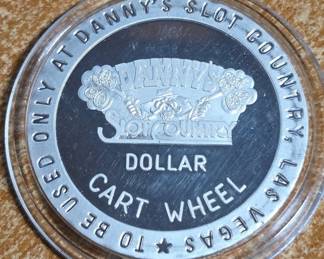 TO BE USED ONLY AT DANNY'S SLOT COUNTRY, LAS VEGAS ★
DANNY'S
SLOT COUNTRY
DOLLAR
CART WHEEL